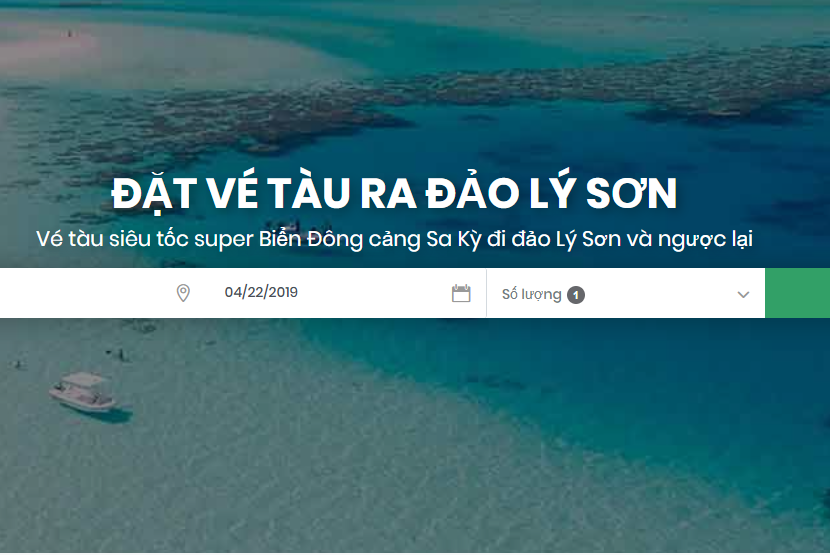 ĐẶT VÉ TÀU RA ĐẢO LÝ SƠN
Vé tàu siêu tốc super Biển Đông cảng Sa Kỳ đi đảo Lý Sơn và ngược lại
04/22/2019 Số lượng 1